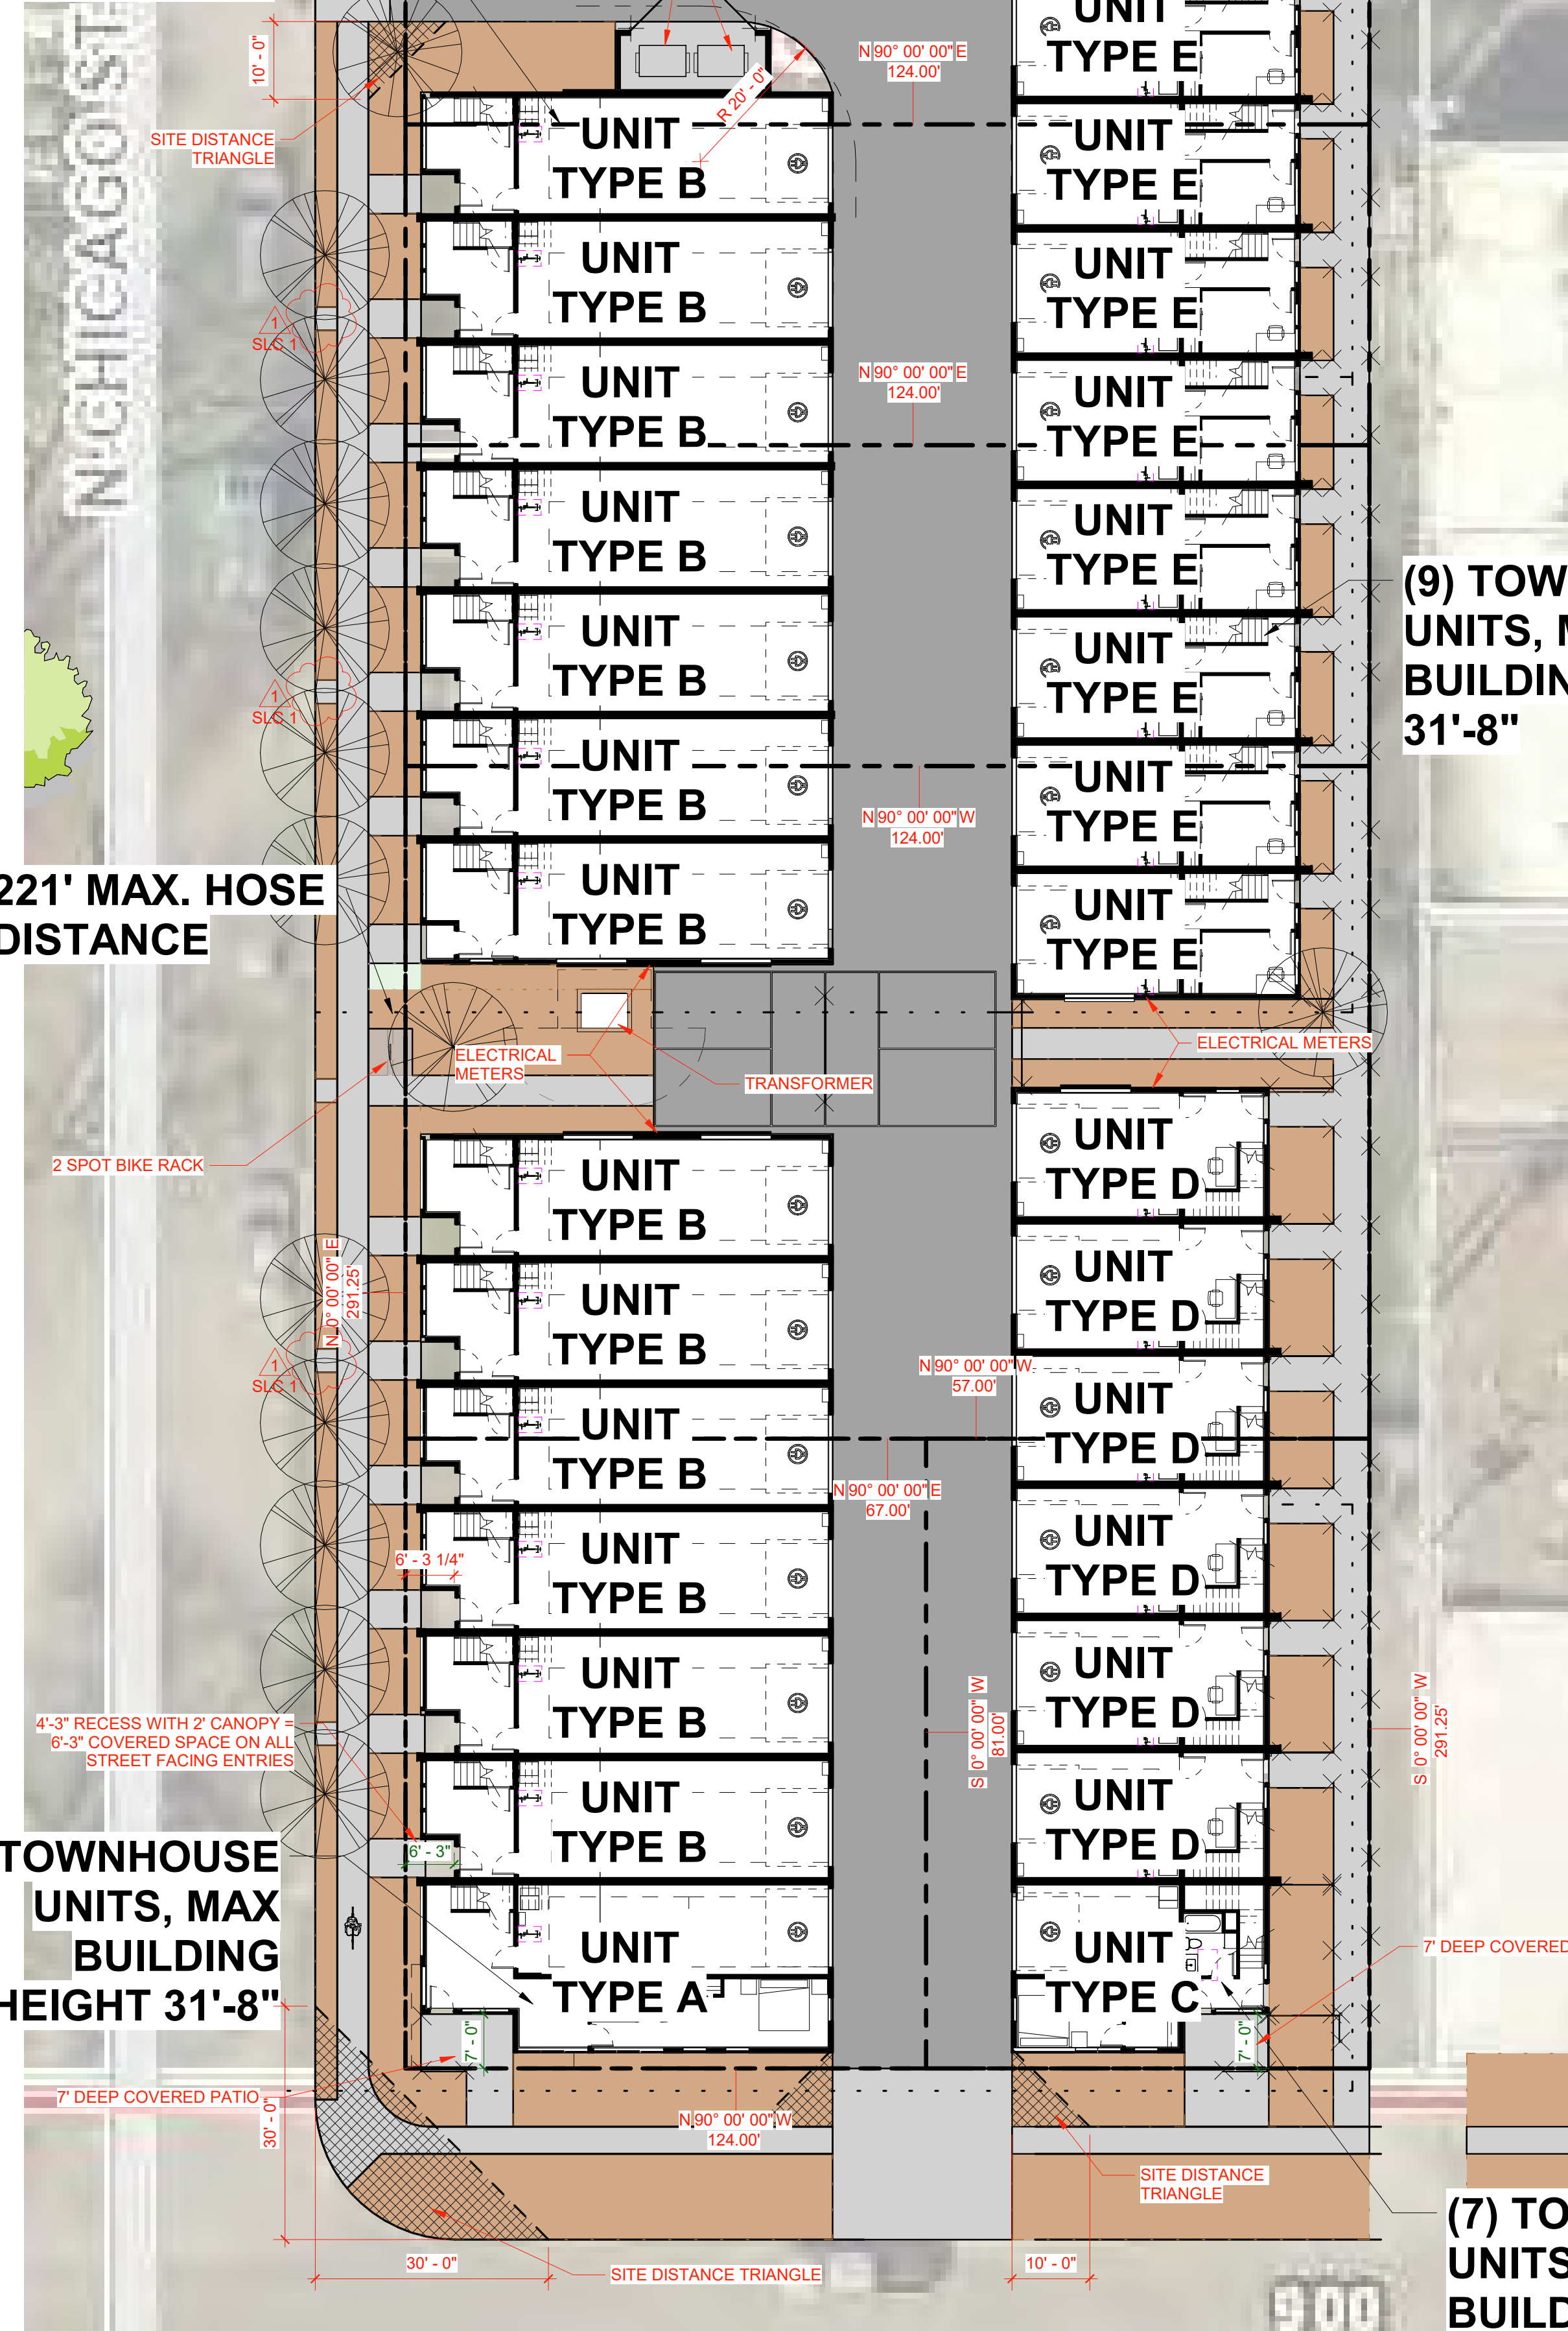 N CHICAGO ST
10' - 0"
SITE DISTANCE
TRIANGLE
R 20' - 0"
N 90° 00' 00" E
124.00'
UNIT
TYPE E
UNIT
TYPE B
UNIT
TYPE E
UNIT
TYPE B
UNIT
TYPE E
1
SLC 1
N 90° 00' 00" E
124.00'
UNIT
TYPE B
UNIT
TYPE E
UNIT
TYPE B
UNIT
TYPE E
(9) TOW
UNITS, M
BUILDIN
31'-8"
UNIT
TYPE B
UNIT
TYPE E
1
SLC 1
UNIT
TYPE B
UNIT
TYPE E
N 90° 00' 00" W
124.00'
221' MAX. HOSE
DISTANCE
UNIT
TYPE B
UNIT
TYPE E
ELECTRICAL
METERS
TRANSFORMER
ELECTRICAL METERS
2 SPOT BIKE RACK
UNIT
TYPE B
UNIT
TYPE D
N 0° 00' 00" E
291.25'
UNIT
TYPE B
UNIT
TYPE D
1
SLC 1
N 90° 00' 00" W
57.00'
UNIT
TYPE B
UNIT
TYPE D
N 90° 00' 00" E
67.00'
6' - 3 1/4"
UNIT
TYPE B
UNIT
TYPE D
UNIT
TYPE B
UNIT
TYPE D
S 0° 00' 00" W
81.00'
S 0° 00' 00" W
291.25'
4'-3" RECESS WITH 2' CANOPY =
6'-3" COVERED SPACE ON ALL
STREET FACING ENTRIES
6' - 3"
UNIT
TYPE B
UNIT
TYPE D
TOWNHOUSE
UNITS, MAX
BUILDING
HEIGHT 31'-8"
UNIT
TYPE A
UNIT
TYPE C
7' DEEP COVERED
7' - 0"
7' - 0"
7' DEEP COVERED PATIO
30' - 0"
N 90° 00' 00" W
124.00'
SITE DISTANCE
TRIANGLE
30' - 0"
SITE DISTANCE TRIANGLE
10' - 0"
(7) TO
UNITS
BUILD